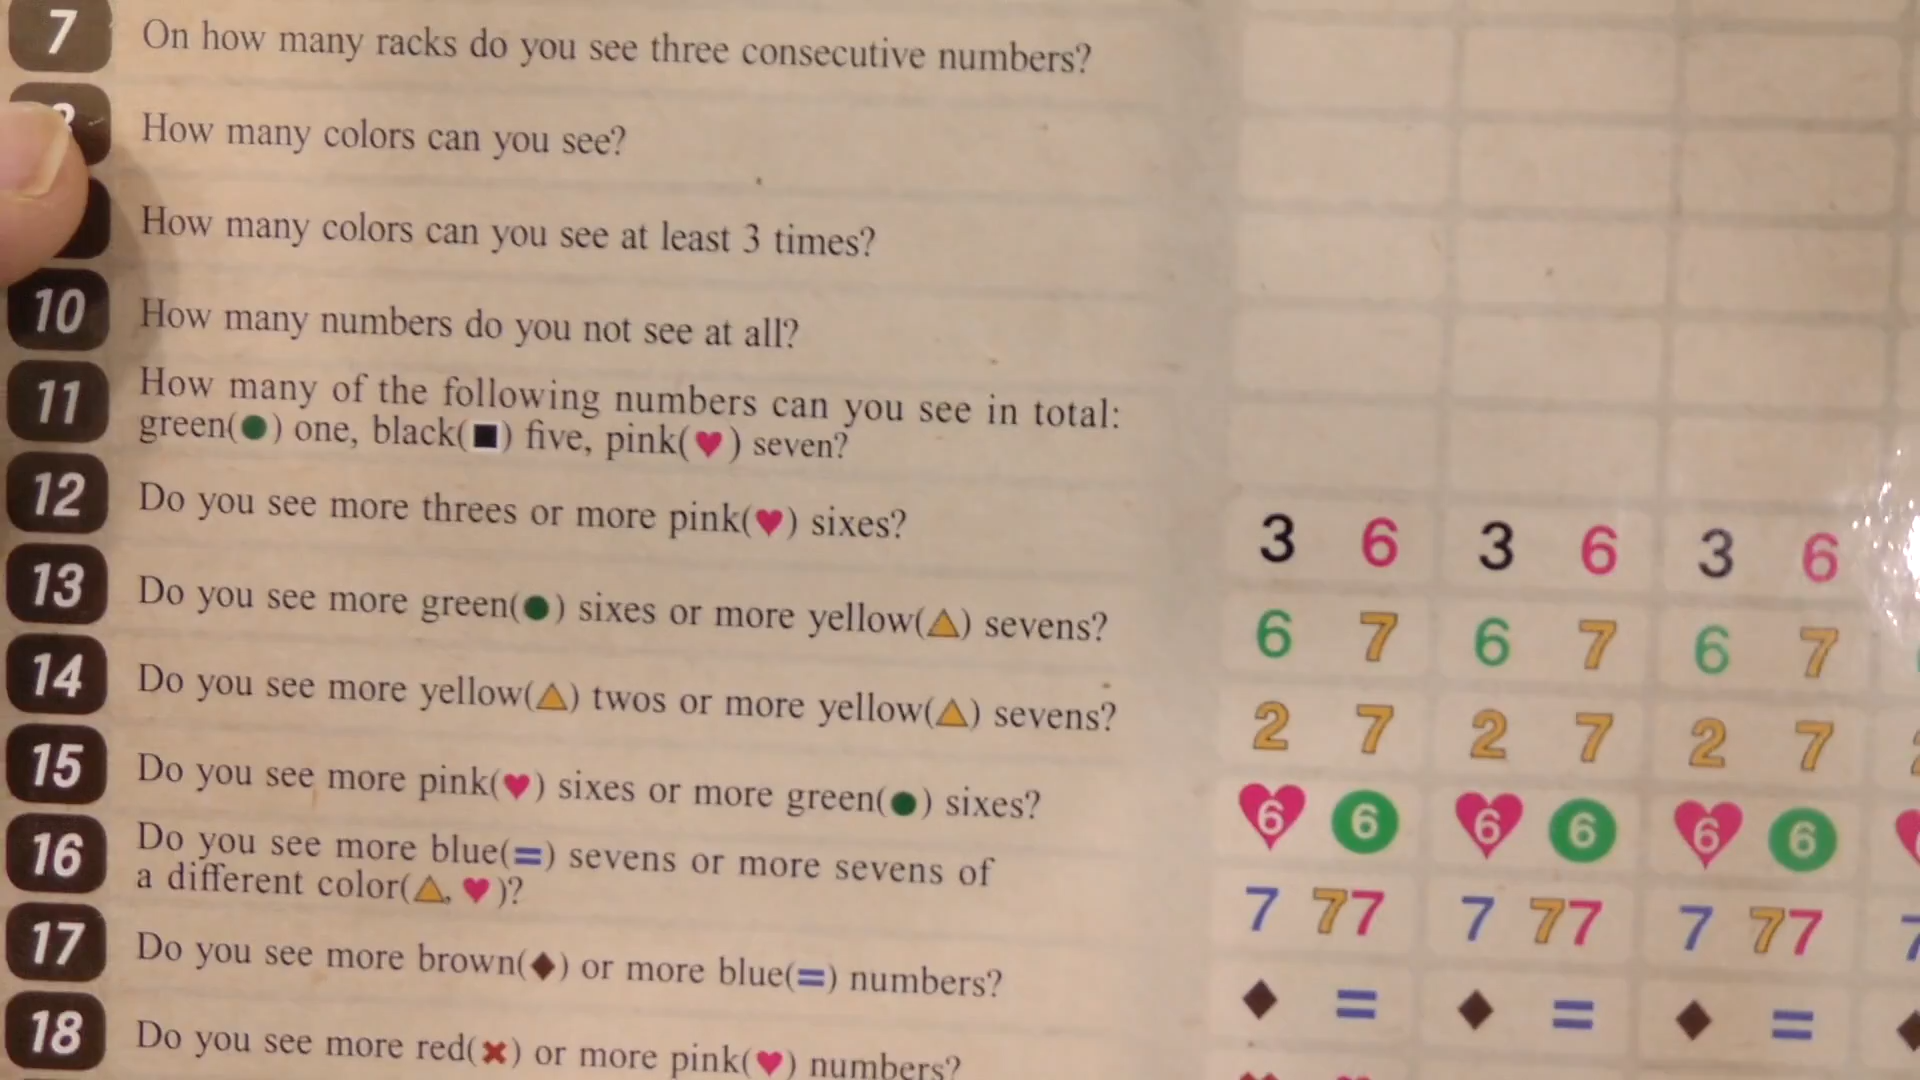 7 On how many racks do you see three consecutive numbers?
How many colors can you see?
How many colors can you see at least 3 times?
10 How many numbers do you not see at all?
11 How many of the following numbers can you see in total:
green(●) one, black(■) five, pink(♥) seven?
12 Do you see more threes or more pink(♥) sixes? 3 6 3 6 3 6
13 Do you see more green(●) sixes or more yellow(▲) sevens? 6 7 6 7 6 7
14 Do you see more yellow(▲) twos or more yellow(▲) sevens? 2 7 2 7 2 7
15 Do you see more pink(♥) sixes or more green(●) sixes? 6 6 6 6 6 6
16 Do you see more blue(=) sevens or more sevens of
a different color(▲, ♥)? 7 77 7 77 7 77
17 Do you see more brown(◆) or more blue(=) numbers? ◆ = ◆ = ◆ =
18 Do you see more red(✖) or more pink(♥) numbers?